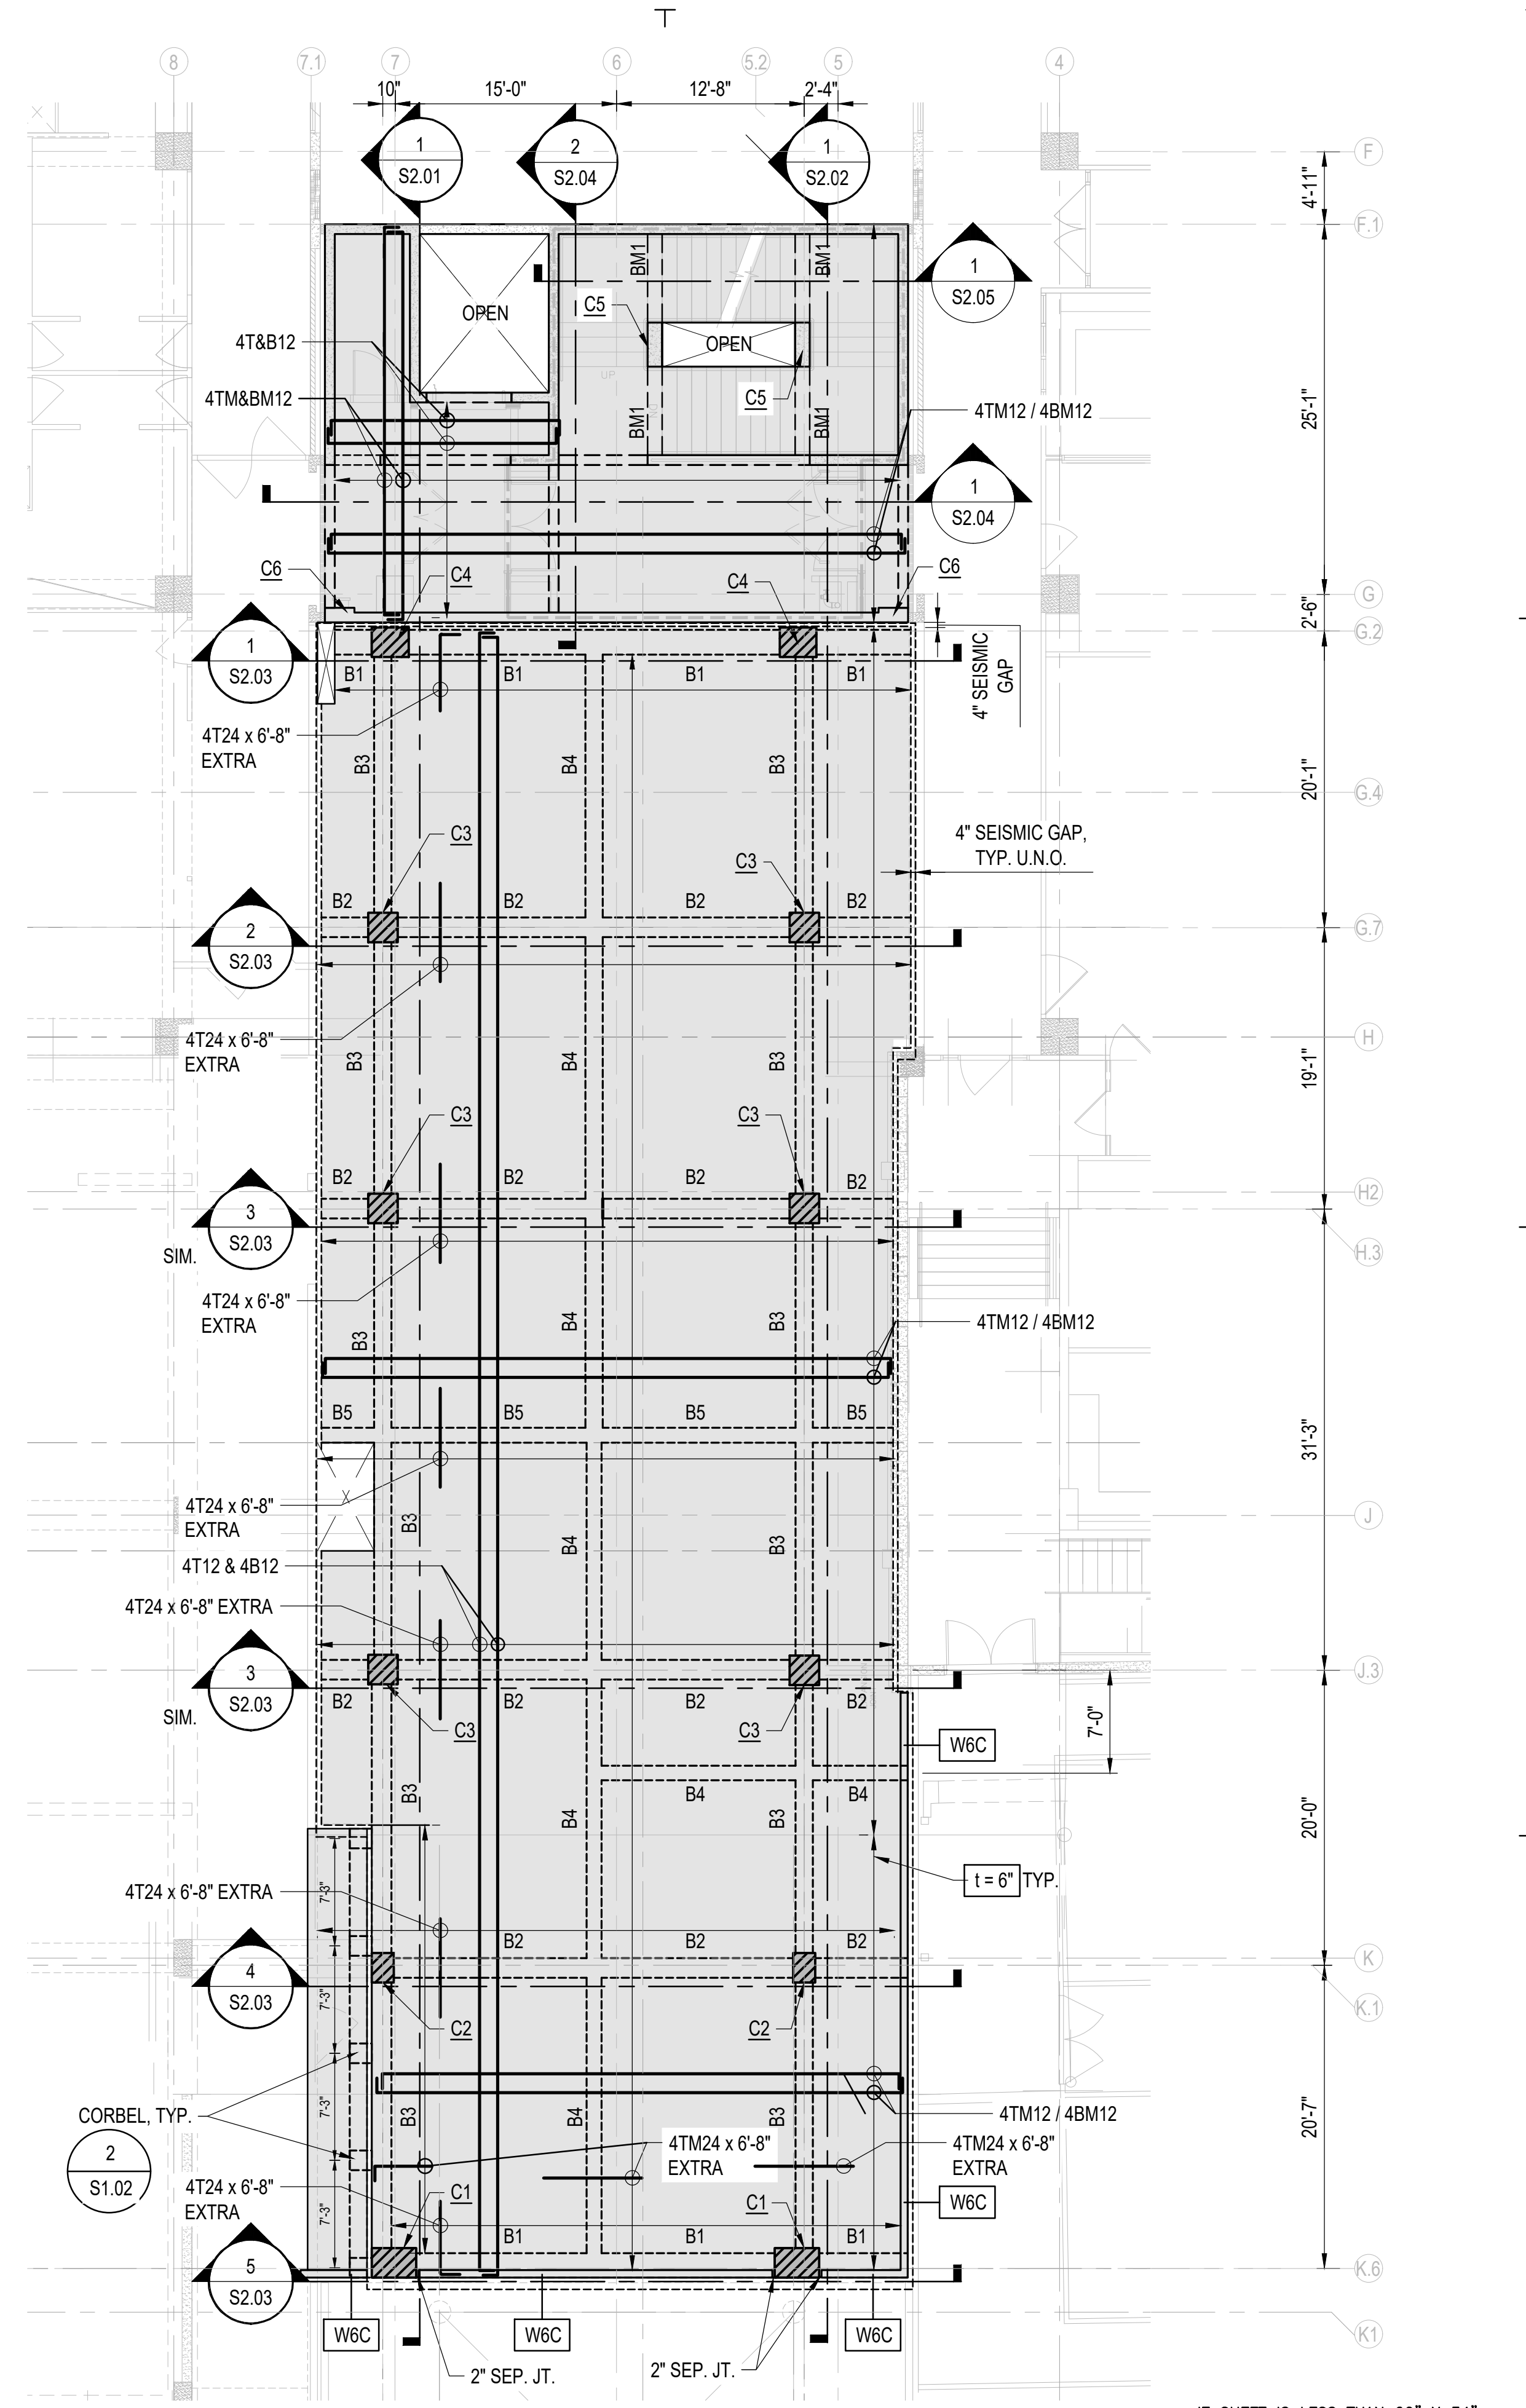 8
7.1
7
6
5.2
5
4
10"
15'-0"
12'-8"
2'-4"
1
S2.01
2
S2.04
1
S2.02
F
4'-11"
F.1
BM1
BM1
1
S2.05
C5
OPEN
OPEN
4T&B12
UP
C5
4TM&BM12
BM1
BM1
4TM12 / 4BM12
25'-1"
1
S2.04
C6
C4
C4
C6
G
2'-6"
G.2
1
S2.03
B1
B1
B1
B1
4" SEISMIC
GAP
4T24 x 6'-8"
EXTRA
B3
B4
B3
20'-1"
G.4
C3
C3
4" SEISMIC GAP,
TYP. U.N.O.
B2
B2
B2
B2
2
S2.03
G.7
4T24 x 6'-8"
EXTRA
B3
B4
B3
H
19'-1"
C3
C3
B2
B2
B2
B2
H2
3
S2.03
SIM.
H.3
4T24 x 6'-8"
EXTRA
B3
B4
B3
4TM12 / 4BM12
B5
B5
B5
B5
31'-3"
4T24 x 6'-8"
EXTRA
B3
B4
B3
J
4T12 & 4B12
4T24 x 6'-8" EXTRA
3
S2.03
SIM.
J.3
B2
B2
B2
B2
C3
C3
7'-0"
W6C
B3
B4
B4
B4
B3
20'-0"
t = 6" TYP.
4T24 x 6'-8" EXTRA
7'-3"
B2
B2
B2
K
4
S2.03
7'-3"
K.1
C2
C2
CORBEL, TYP.
7'-3"
B3
B4
B3
4TM12 / 4BM12
20'-7"
2
S1.02
4TM24 x 6'-8"
EXTRA
4TM24 x 6'-8"
EXTRA
4T24 x 6'-8"
EXTRA
7'-3"
C1
C1
W6C
B1
B1
B1
5
S2.03
K.6
W6C
W6C
W6C
K1
2" SEP. JT.
2" SEP. JT.